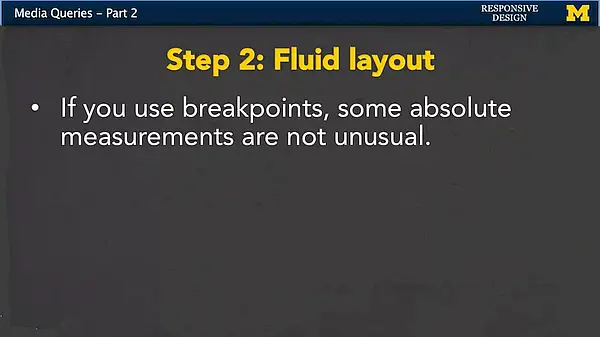 Media Queries – Part 2
RESPONSIVE
DESIGN
M
Step 2: Fluid layout
• If you use breakpoints, some absolute
measurements are not unusual.